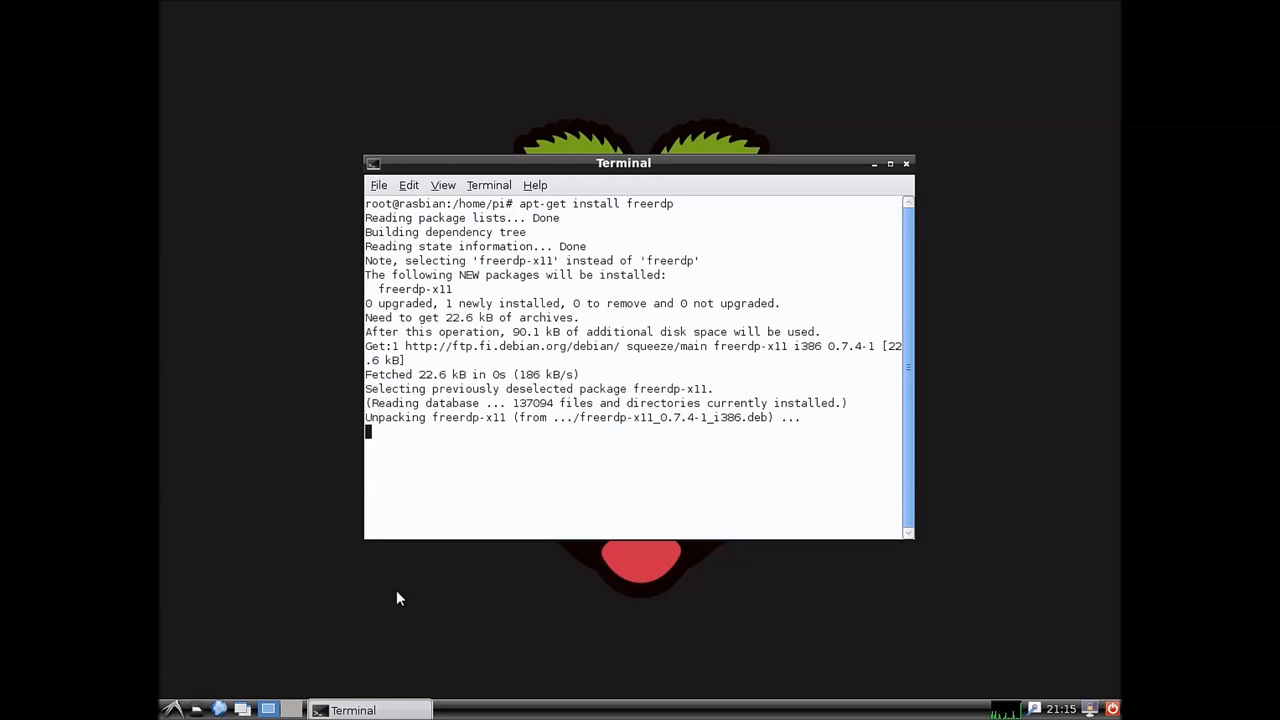 Terminal
File Edit View Terminal Help
root@rasbian:/home/pi# apt-get install freerdp
Reading package lists... Done
Building dependency tree
Reading state information... Done
Note, selecting 'freerdp-x11' instead of 'freerdp'
The following NEW packages will be installed:
  freerdp-x11
0 upgraded, 1 newly installed, 0 to remove and 0 not upgraded.
Need to get 22.6 kB of archives.
After this operation, 90.1 kB of additional disk space will be used.
Get:1 http://ftp.fi.debian.org/debian/ squeeze/main freerdp-x11 i386 0.7.4-1 [22
.6 kB]
Fetched 22.6 kB in 0s (186 kB/s)
Selecting previously deselected package freerdp-x11.
(Reading database ... 137094 files and directories currently installed.)
Unpacking freerdp-x11 (from .../freerdp-x11_0.7.4-1_i386.deb) ...
Terminal
21:15